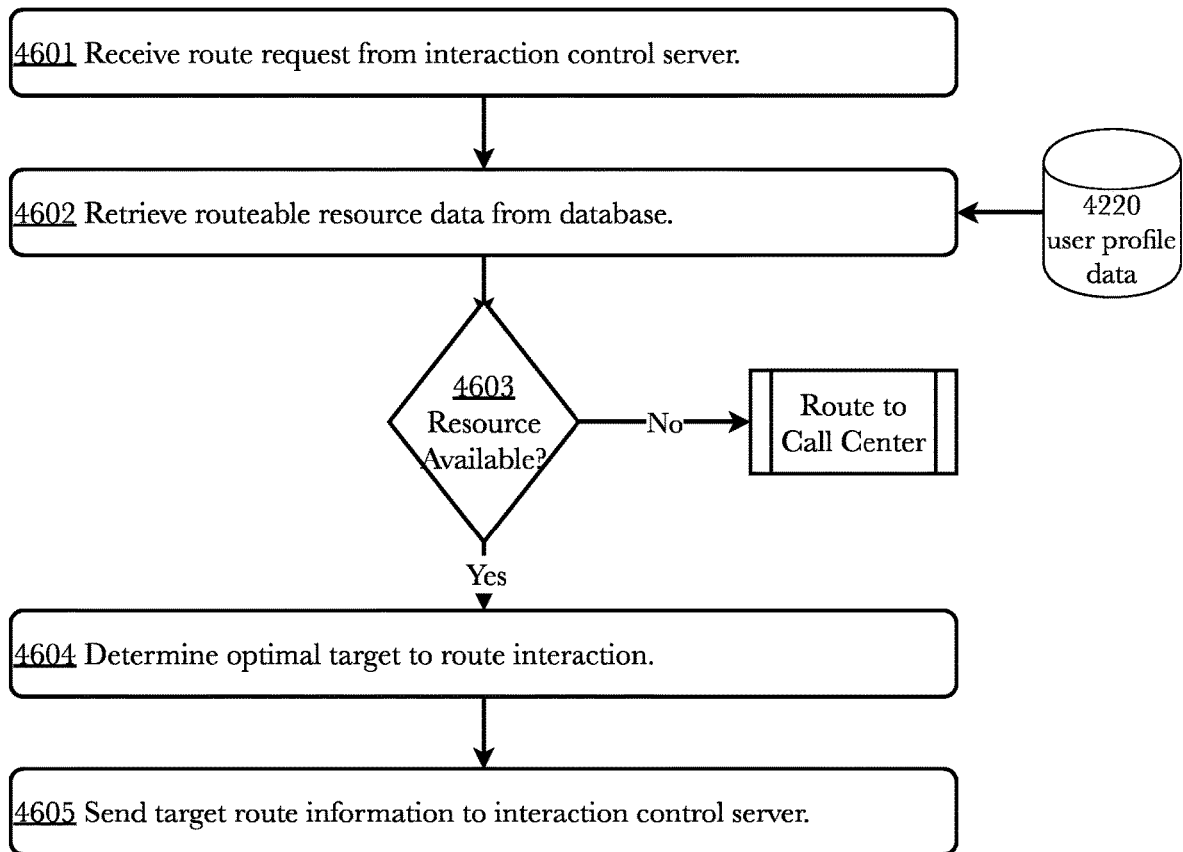 4601 Receive route request from interaction control server.
4602 Retrieve routeable resource data from database.
4220
user profile
data
4603
Resource
Available?
No
Route to
Call Center
Yes
4604 Determine optimal target to route interaction.
4605 Send target route information to interaction control server.